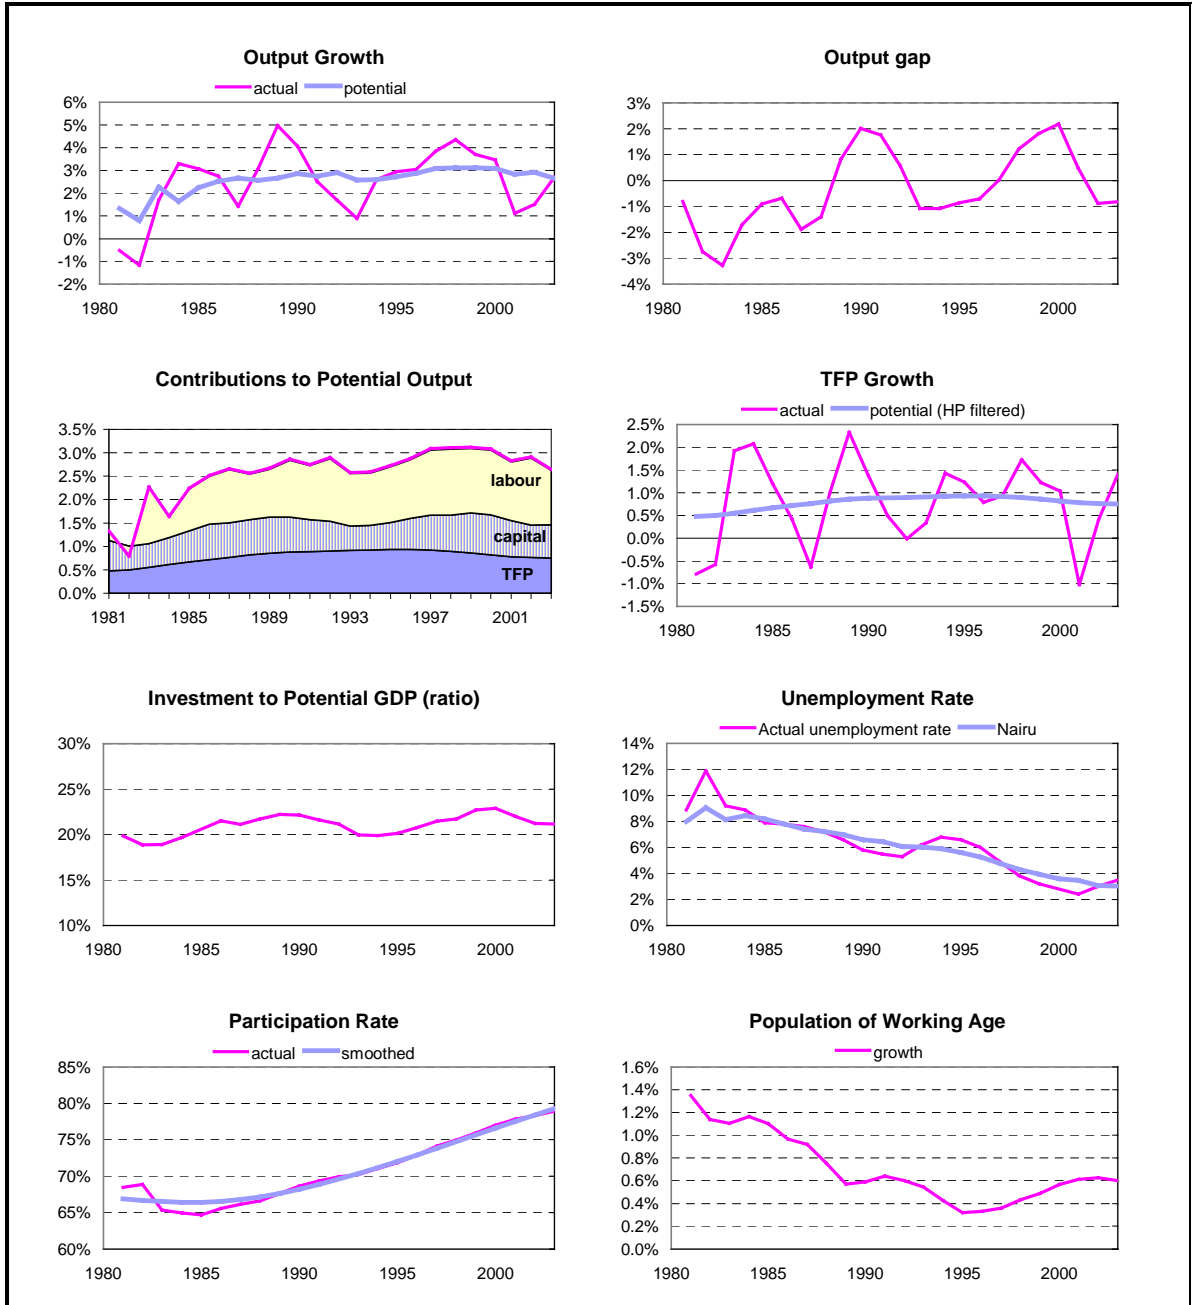 Output Growth
actual potential
6%
5%
4%
3%
2%
1%
0%
-1%
-2%
1980 1985 1990 1995 2000
Output gap
3%
2%
1%
0%
-1%
-2%
-3%
-4%
1980 1985 1990 1995 2000
Contributions to Potential Output
3.5%
3.0%
2.5%
2.0%
1.5%
1.0%
0.5%
0.0%
labour
capital
TFP
1981 1985 1989 1993 1997 2001
TFP Growth
actual potential (HP filtered)
2.5%
2.0%
1.5%
1.0%
0.5%
0.0%
-0.5%
-1.0%
-1.5%
1980 1985 1990 1995 2000
Investment to Potential GDP (ratio)
30%
25%
20%
15%
10%
1980 1985 1990 1995 2000
Unemployment Rate
Actual unemployment rate Nairu
14%
12%
10%
8%
6%
4%
2%
0%
1980 1985 1990 1995 2000
Participation Rate
actual smoothed
85%
80%
75%
70%
65%
60%
1980 1985 1990 1995 2000
Population of Working Age
growth
1.6%
1.4%
1.2%
1.0%
0.8%
0.6%
0.4%
0.2%
0.0%
1980 1985 1990 1995 2000